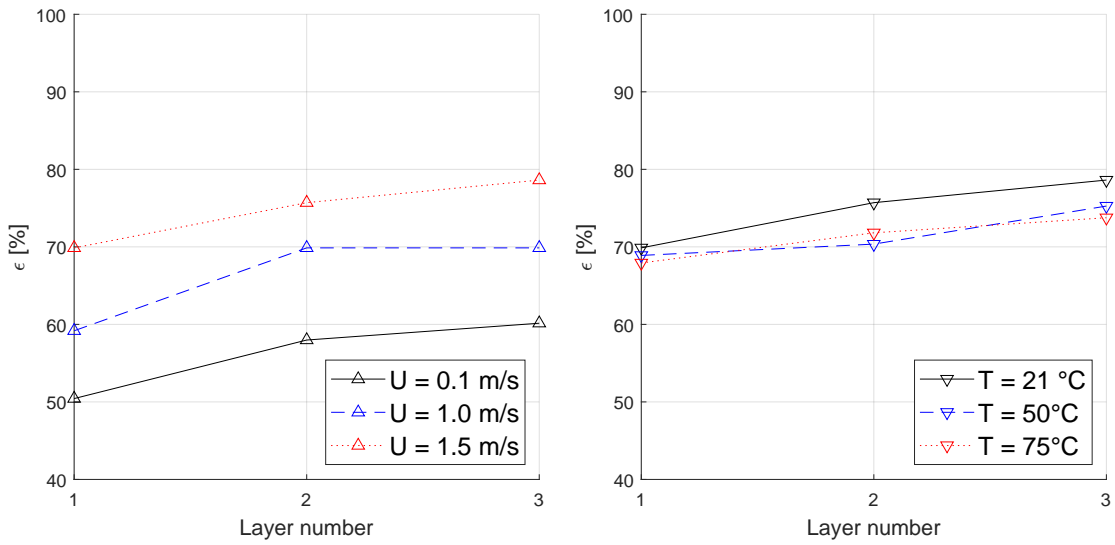 100
90
80
70
60
50
40
ϵ [%]
1
2
3
Layer number
U = 0.1 m/s
U = 1.0 m/s
U = 1.5 m/s
100
90
80
70
60
50
40
ϵ [%]
1
2
3
Layer number
T = 21 °C
T = 50°C
T = 75°C